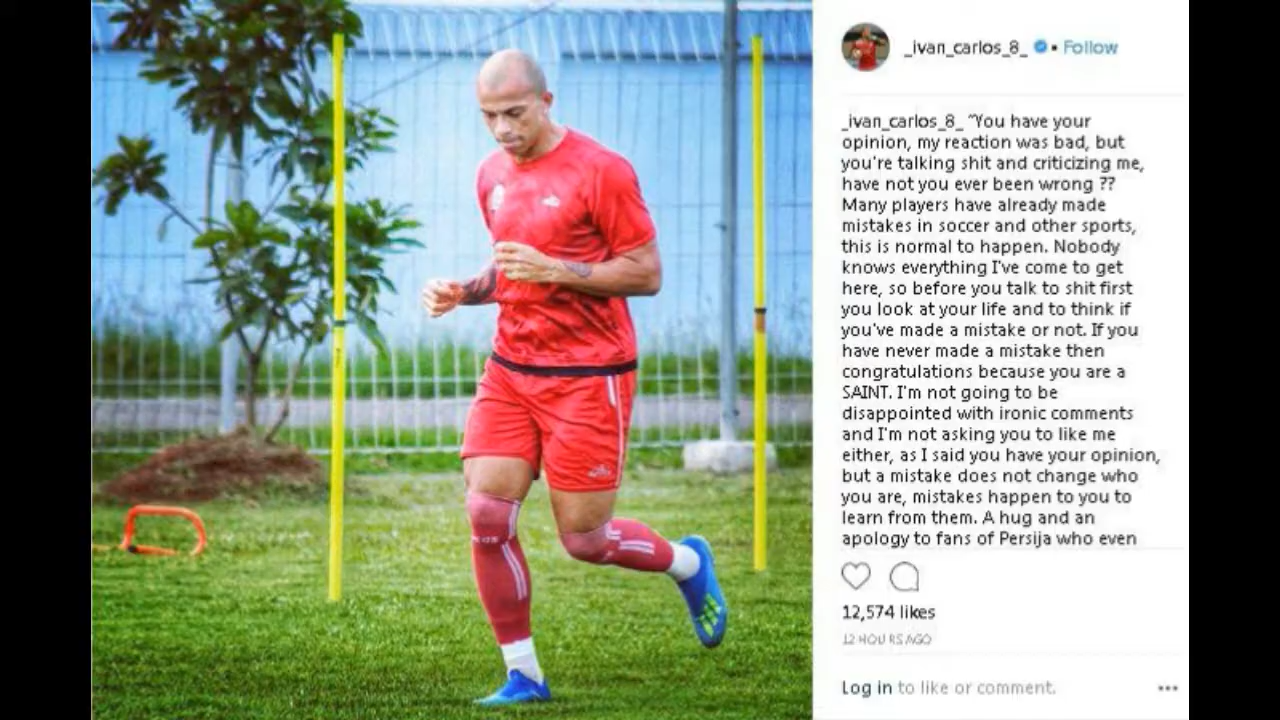 _ivan_carlos_8_ • Follow
_ivan_carlos_8_ "You have your
opinion, my reaction was bad, but
you're talking shit and criticizing me,
have not you ever been wrong ??
Many players have already made
mistakes in soccer and other sports,
this is normal to happen. Nobody
knows everything I've come to get
here, so before you talk to shit first
you look at your life and to think if
you've made a mistake or not. If you
have never made a mistake then
congratulations because you are a
SAINT. I'm not going to be
disappointed with ironic comments
and I'm not asking you to like me
either, as I said you have your opinion,
but a mistake does not change who
you are, mistakes happen to you to
learn from them. A hug and an
apology to fans of Persija who even
12,574 likes
12 HOURS AGO
Log in to like or comment.